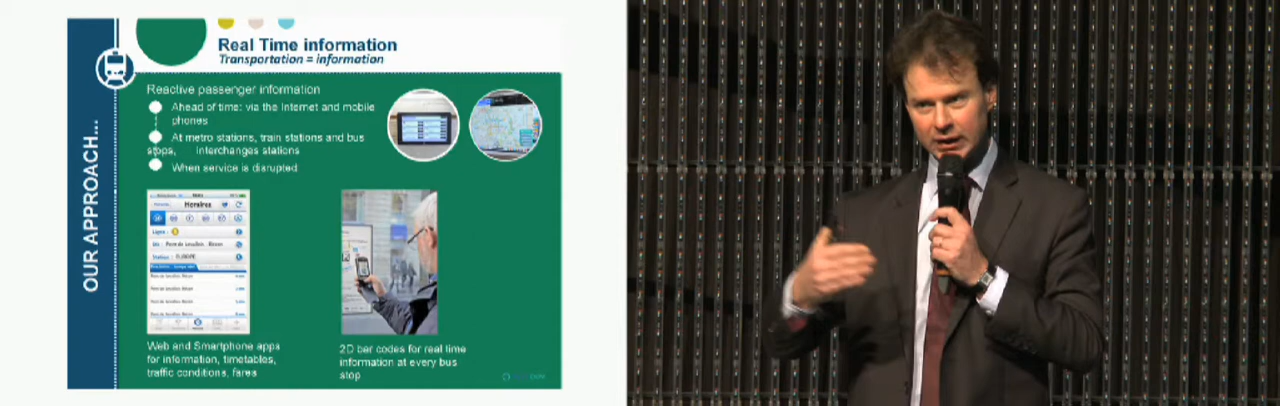 Real Time information
Transportation = information
OUR APPROACH...
Reactive passenger information
Ahead of time: via the Internet and mobile
phones
At metro stations, train stations and bus
stops, interchanges stations
When service is disrupted
Horaires
Ligne :
Station : EUROPE
Web and Smartphone apps
for information, timetables,
traffic conditions, fares
2D bar codes for real time
information at every bus
stop